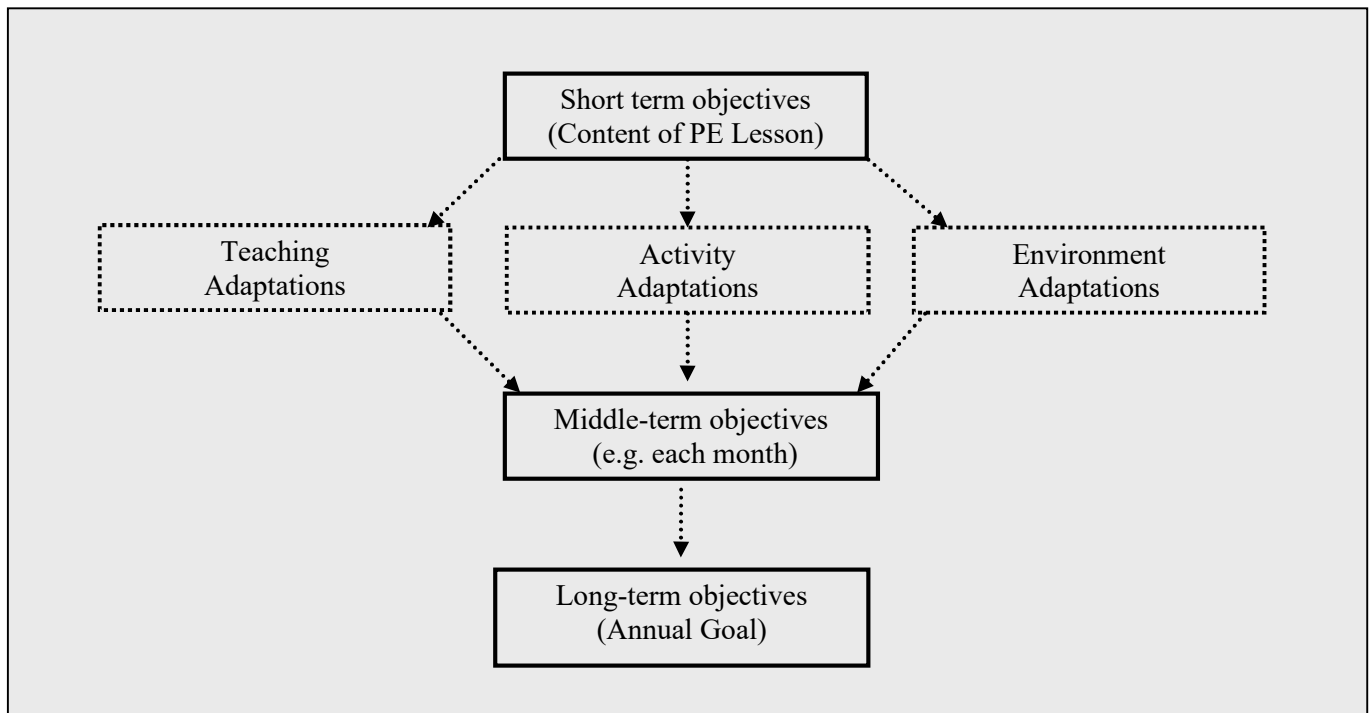 Short term objectives
(Content of PE Lesson)
Teaching
Adaptations
Activity
Adaptations
Environment
Adaptations
Middle-term objectives
(e.g. each month)
Long-term objectives
(Annual Goal)